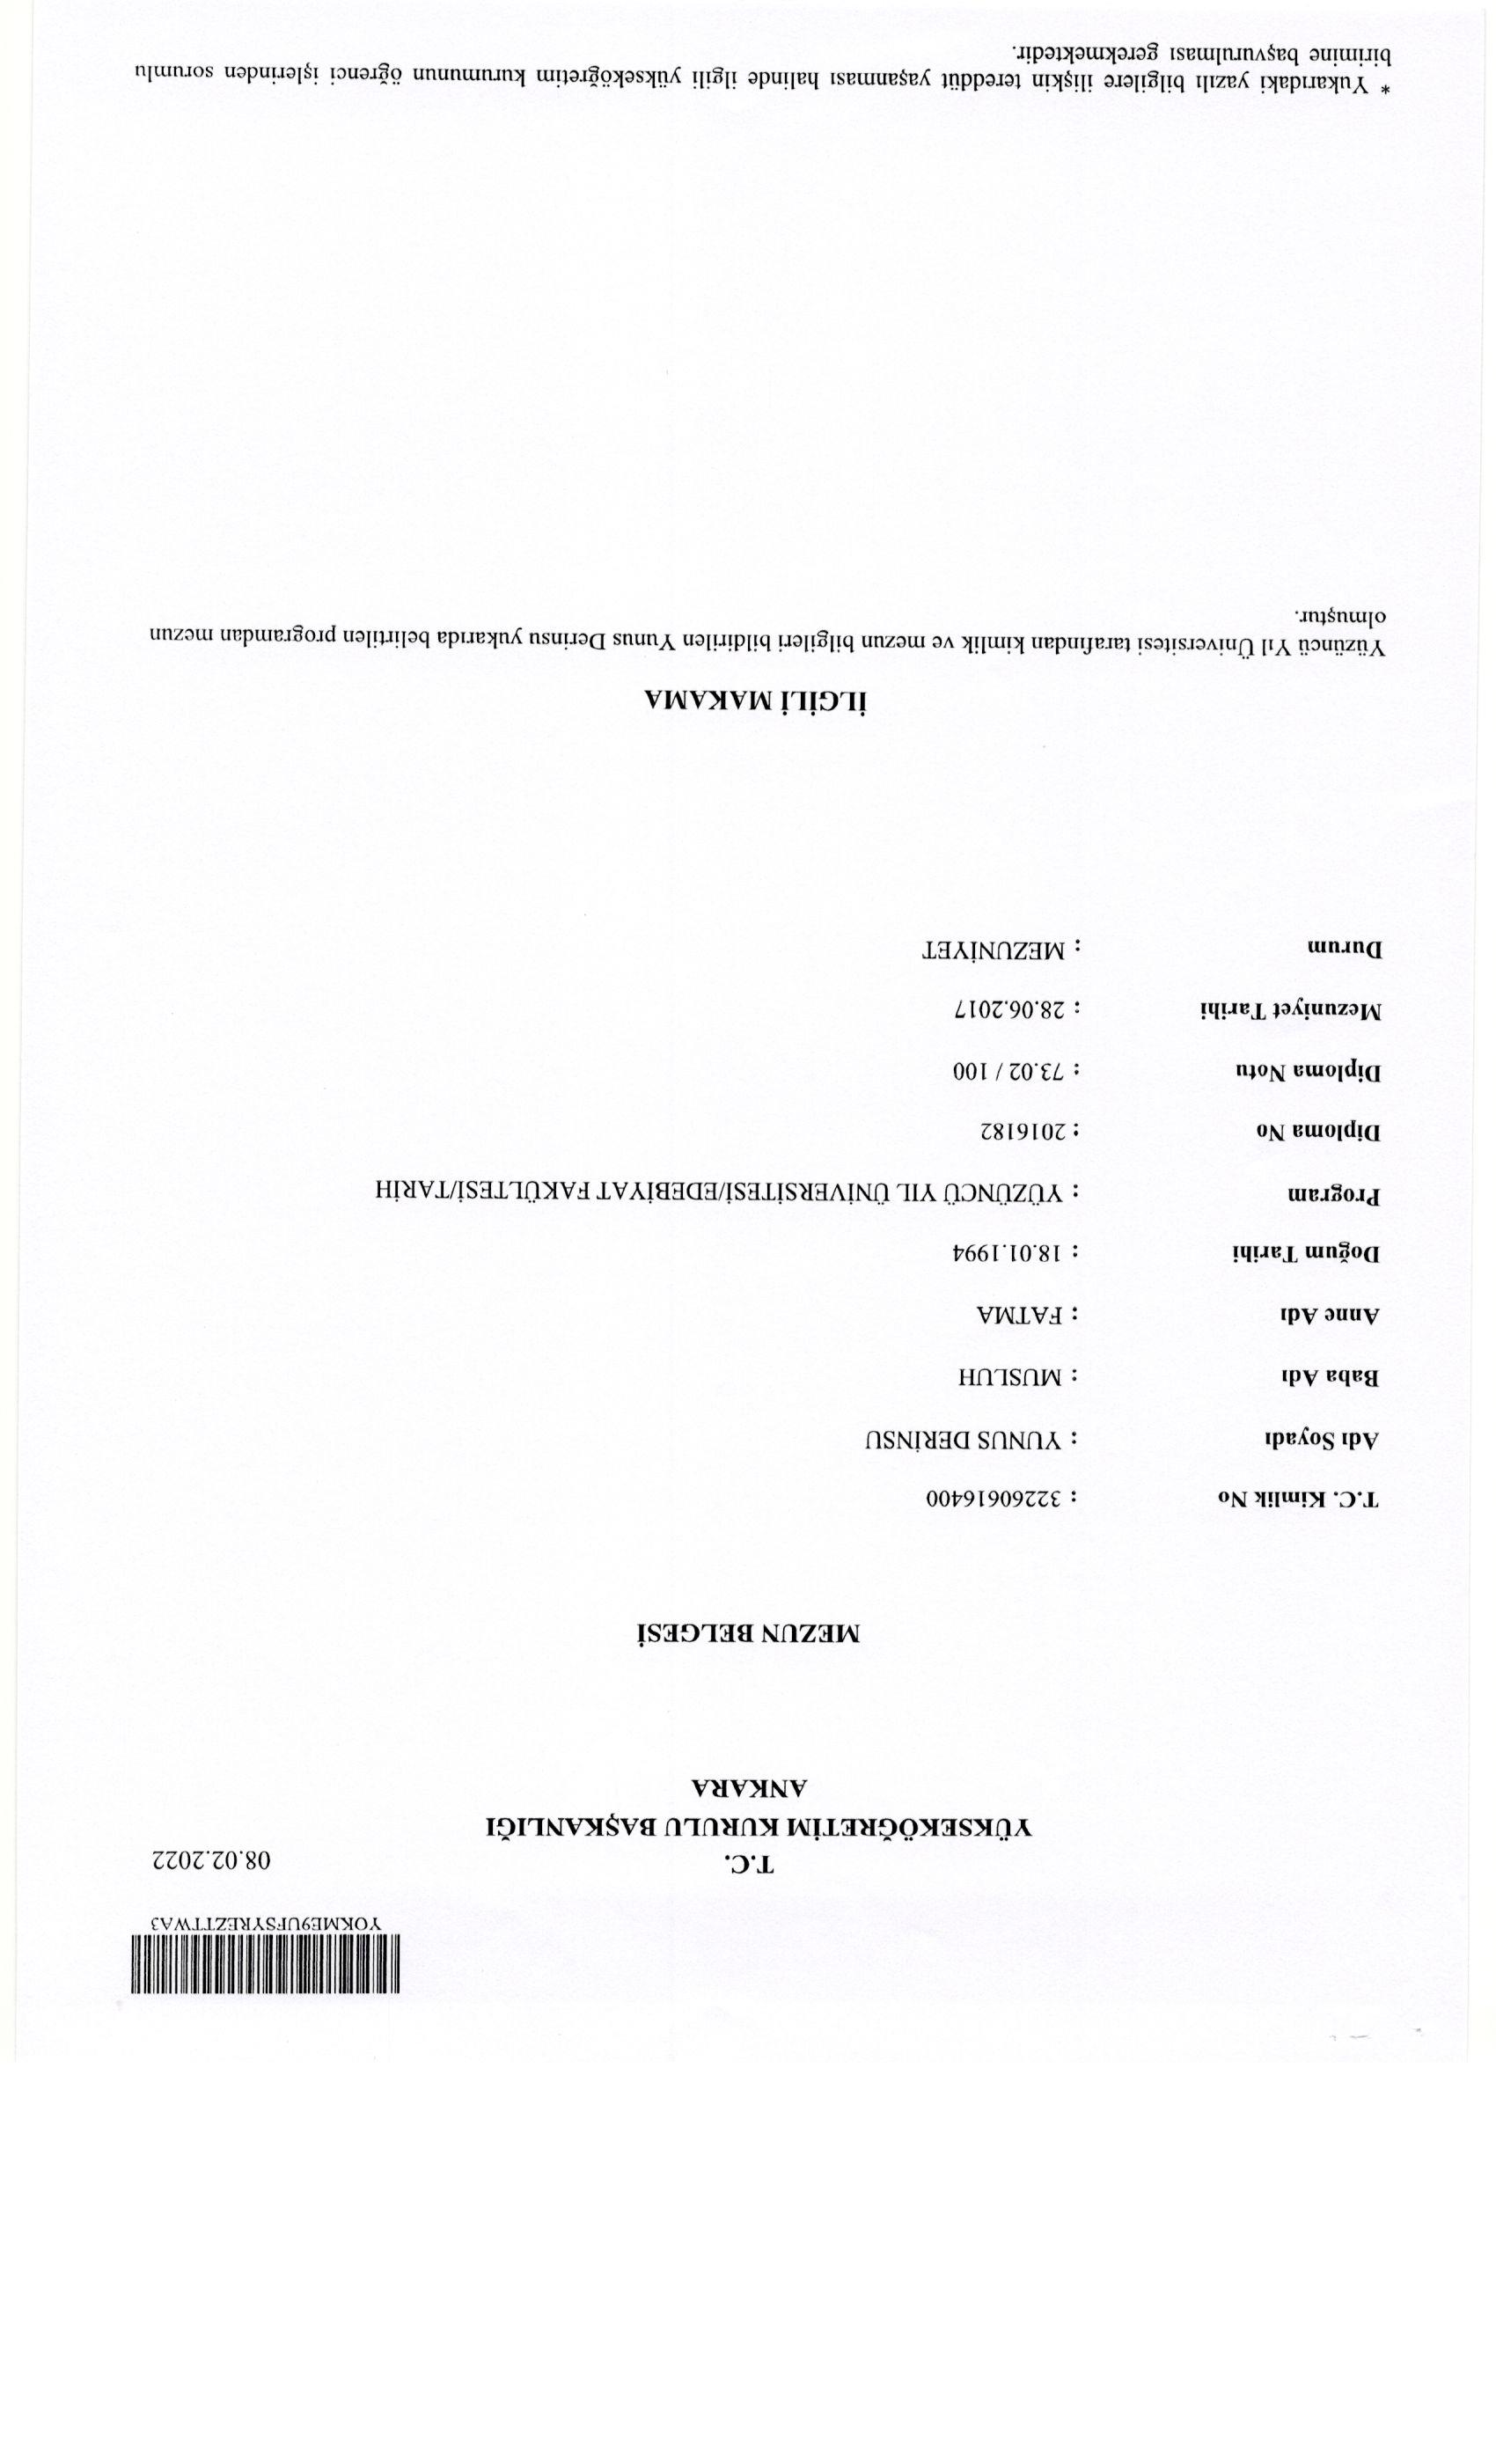 YOKME9UFSYREZTTWA3
T.C.
08.02.2022
YÜKSEKÖĞRETİM KURULU BAŞKANLIĞI
ANKARA
MEZUN BELGESİ
T.C. Kimlik No : 32260616400
Adı Soyadı : YUNUS DERİNSU
Baba Adı : MUSLUH
Anne Adı : FATMA
Doğum Tarihi : 18.01.1994
Program : YÜZÜNCÜ YIL ÜNİVERSİTESİ/EDEBİYAT FAKÜLTESİ/TARİH
Diploma No : 2016182
Diploma Notu : 73.02 / 100
Mezuniyet Tarihi : 28.06.2017
Durum : MEZUNİYET
İLGİLİ MAKAMA
Yüzüncü Yıl Üniversitesi tarafından kimlik ve mezun bilgileri bildirilen Yunus Derinsu yukarıda belirtilen programdan mezun
olmuştur.
* Yukarıdaki yazılı bilgilere ilişkin tereddüt yaşanması halinde ilgili yükseköğretim kurumunun öğrenci işlerinden sorumlu
birimine başvurulması gerekmektedir.